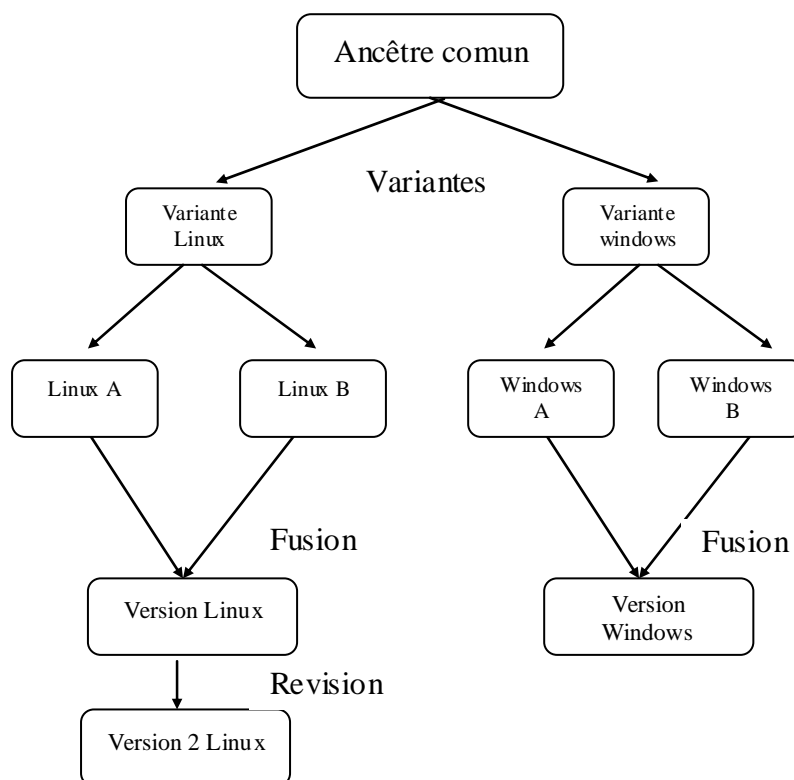 Ancêtre comun
Variantes
Variante
Linux
Variante
windows
Linux A
Linux B
Windows
A
Windows
B
Fusion
Fusion
Version Linux
Version
Windows
Revision
Version 2 Linux